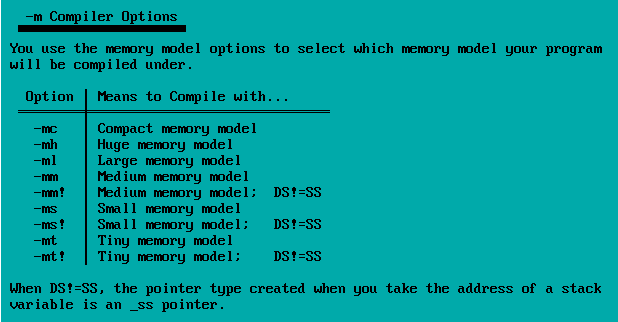 -m Compiler Options
You use the memory model options to select which memory model your program
will be compiled under.
Option | Means to Compile with...
-mc | Compact memory model
-mh | Huge memory model
-ml | Large memory model
-mm | Medium memory model
-mm! | Medium memory model; DS!=SS
-ms | Small memory model
-ms! | Small memory model; DS!=SS
-mt | Tiny memory model
-mt! | Tiny memory model; DS!=SS
When DS!=SS, the pointer type created when you take the address of a stack
variable is an _ss pointer.